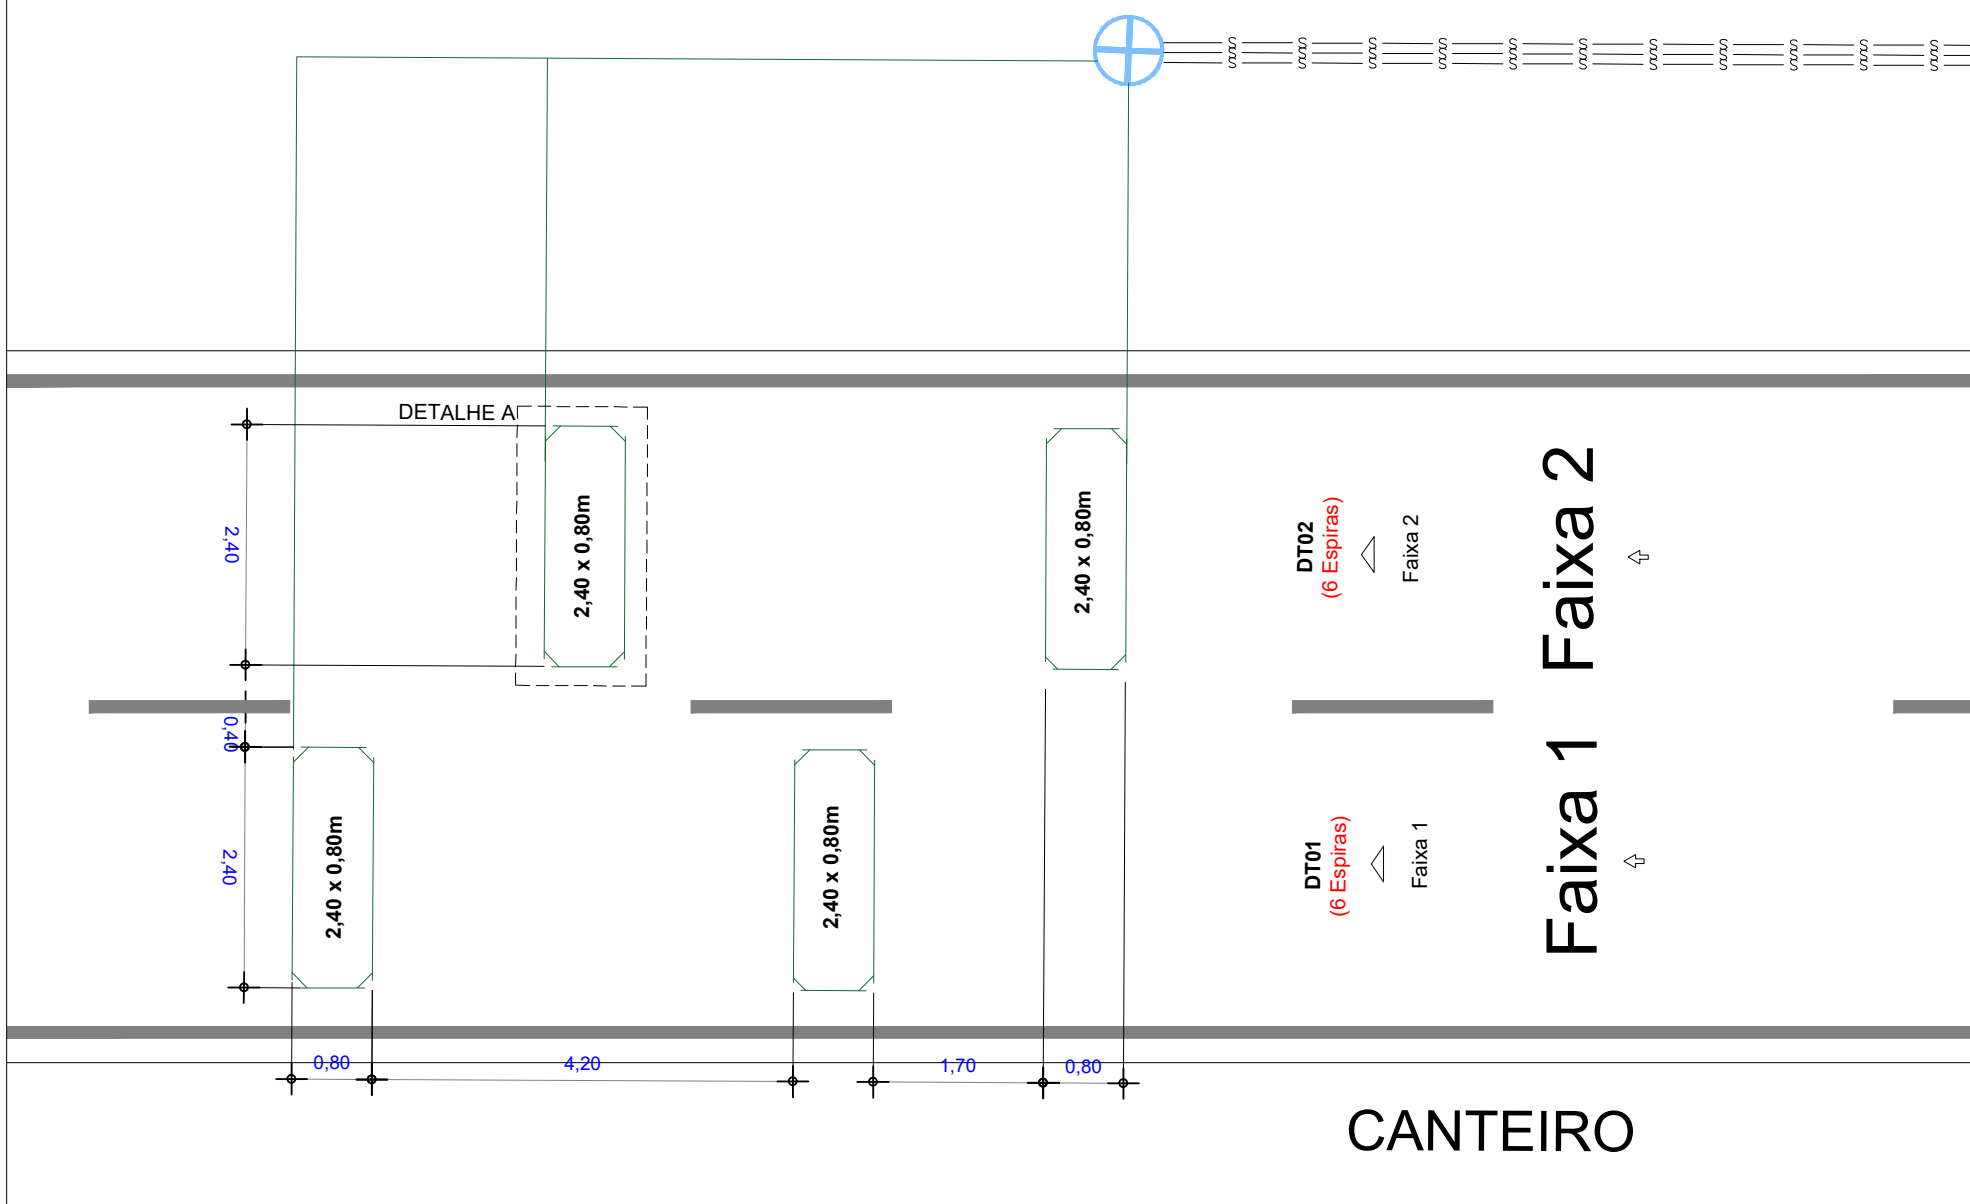 DETALHE A
2,40
2,40 x 0,80m
2,40 x 0,80m
DT02
(6 Espiras)
Faixa 2
Faixa 2
0,40
2,40
2,40 x 0,80m
2,40 x 0,80m
DT01
(6 Espiras)
Faixa 1
Faixa 1
0,80
4,20
1,70
0,80
CANTEIRO